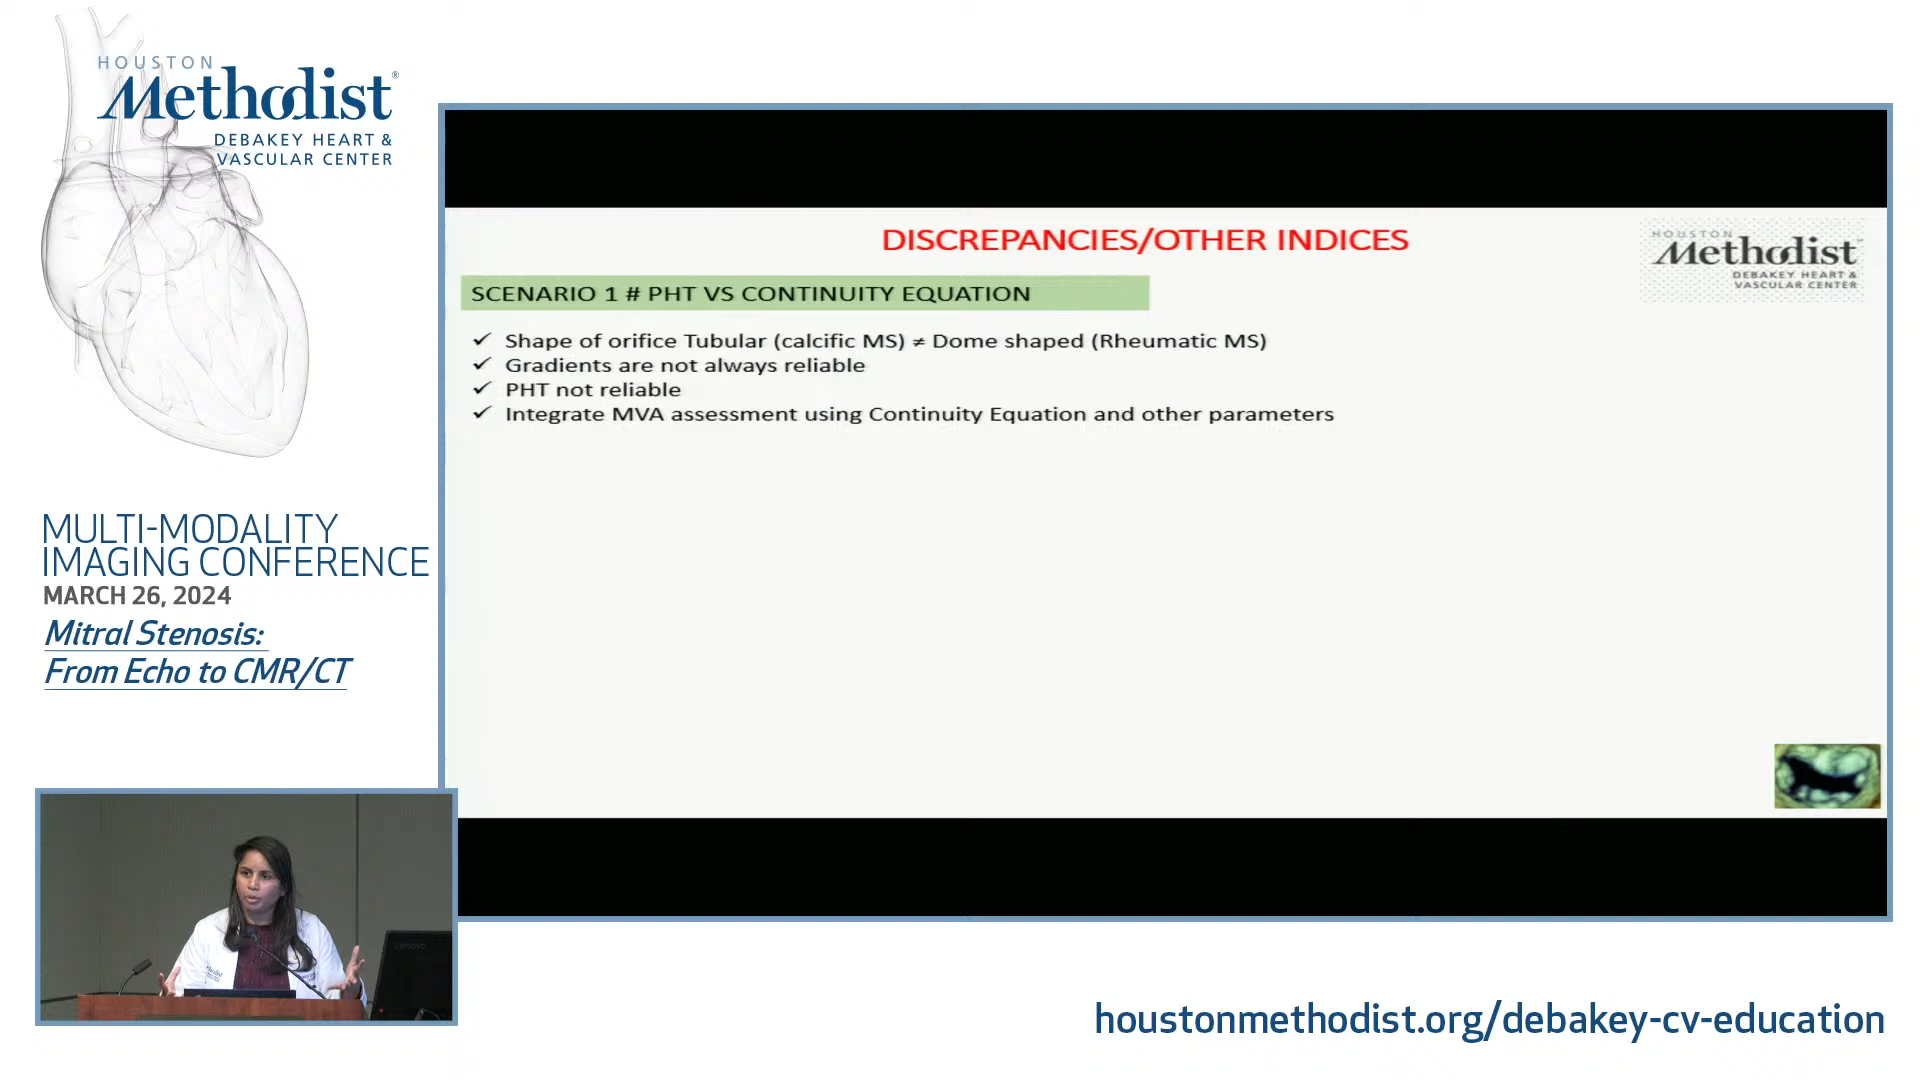 HOUSTON
Methodist®
DEBAKEY HEART &
VASCULAR CENTER
MULTI-MODALITY
IMAGING CONFERENCE
MARCH 26, 2024
Mitral Stenosis:
From Echo to CMR/CT
DISCREPANCIES/OTHER INDICES
HOUSTON
Methodist
DEBAKEY HEART &
VASCULAR CENTER
SCENARIO 1 # PHT VS CONTINUITY EQUATION
✓ Shape of orifice Tubular (calcific MS) ≠ Dome shaped (Rheumatic MS)
✓ Gradients are not always reliable
✓ PHT not reliable
✓ Integrate MVA assessment using Continuity Equation and other parameters
houstonmethodist.org/debakey-cv-education